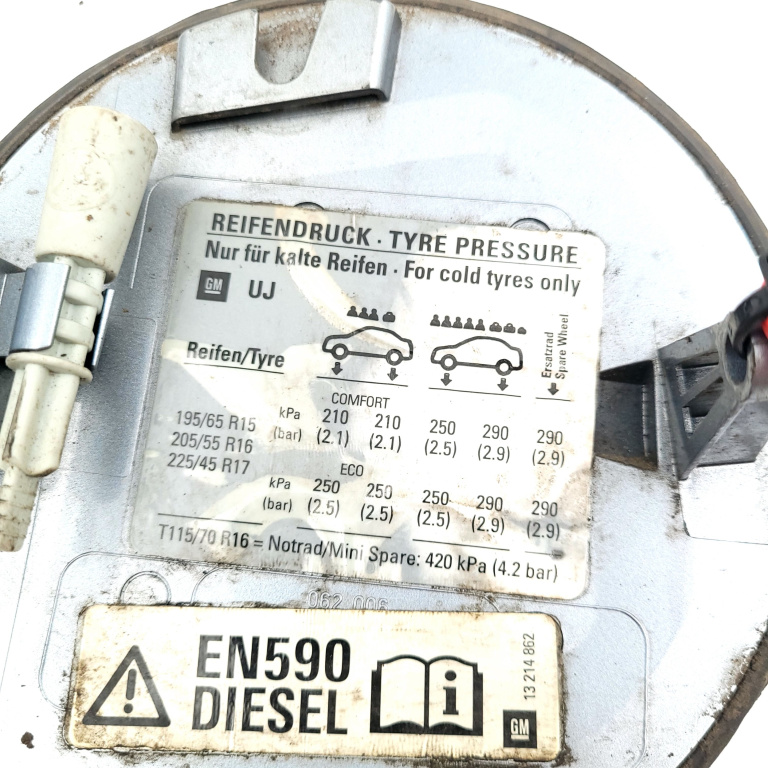 REIFENDRUCK · TYRE PRESSURE
Nur für kalte Reifen · For cold tyres only
GM UJ
Ersatzrad
Spare Wheel
Reifen/Tyre
COMFORT
195/65 R15 kPa 210 210 250 290 290
205/55 R16 (bar) (2.1) (2.1) (2.5) (2.9) (2.9)
225/45 R17 ECO
kPa 250 250 250 290 290
(bar) (2.5) (2.5) (2.5) (2.9) (2.9)
T115/70 R16 = Notrad/Mini Spare: 420 kPa (4.2 bar)
062 006
EN590
DIESEL
13 214 862
GM